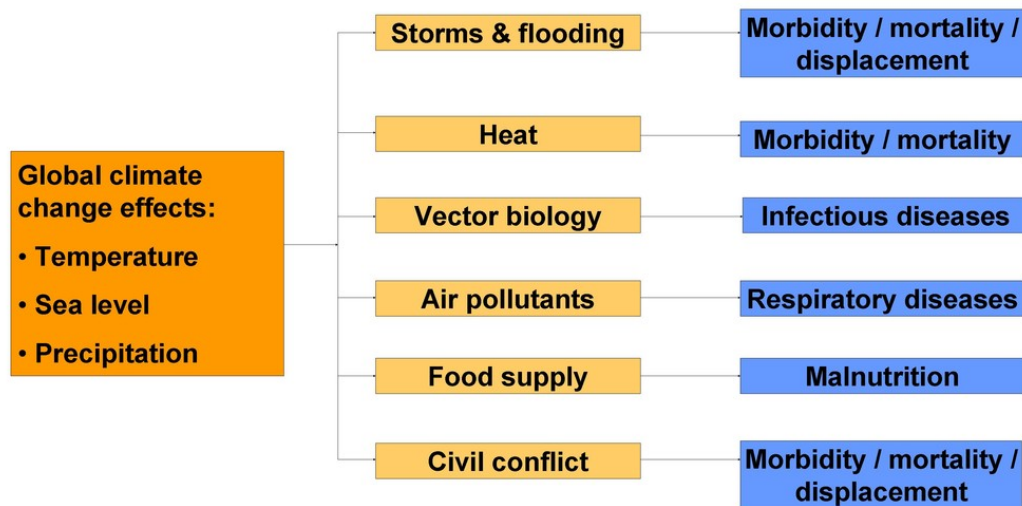 Storms & flooding
Morbidity / mortality /
displacement
Heat
Morbidity / mortality
Global climate
change effects:
• Temperature
• Sea level
• Precipitation
Vector biology
Infectious diseases
Air pollutants
Respiratory diseases
Food supply
Malnutrition
Civil conflict
Morbidity / mortality /
displacement